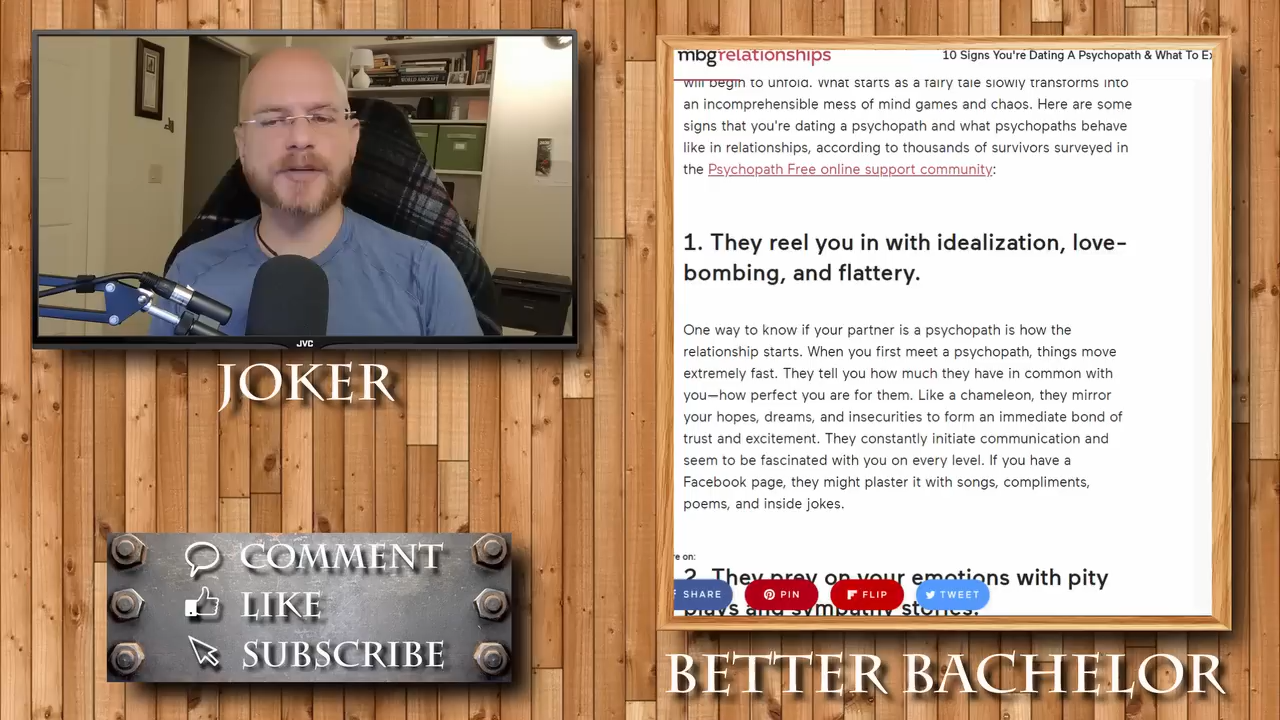 JVC
JOKER
COMMENT
LIKE
SUBSCRIBE
mbgrelationships
10 Signs You're Dating A Psychopath & What To Ex
will begin to unfold. What starts as a fairy tale slowly transforms into
an incomprehensible mess of mind games and chaos. Here are some
signs that you're dating a psychopath and what psychopaths behave
like in relationships, according to thousands of survivors surveyed in
the Psychopath Free online support community:
1. They reel you in with idealization, love-
bombing, and flattery.
One way to know if your partner is a psychopath is how the
relationship starts. When you first meet a psychopath, things move
extremely fast. They tell you how much they have in common with
you—how perfect you are for them. Like a chameleon, they mirror
your hopes, dreams, and insecurities to form an immediate bond of
trust and excitement. They constantly initiate communication and
seem to be fascinated with you on every level. If you have a
Facebook page, they might plaster it with songs, compliments,
poems, and inside jokes.
re on:
2. They prey on your emotions with pity
plays and sympathy stories.
SHARE
PIN
FLIP
TWEET
BETTER BACHELOR